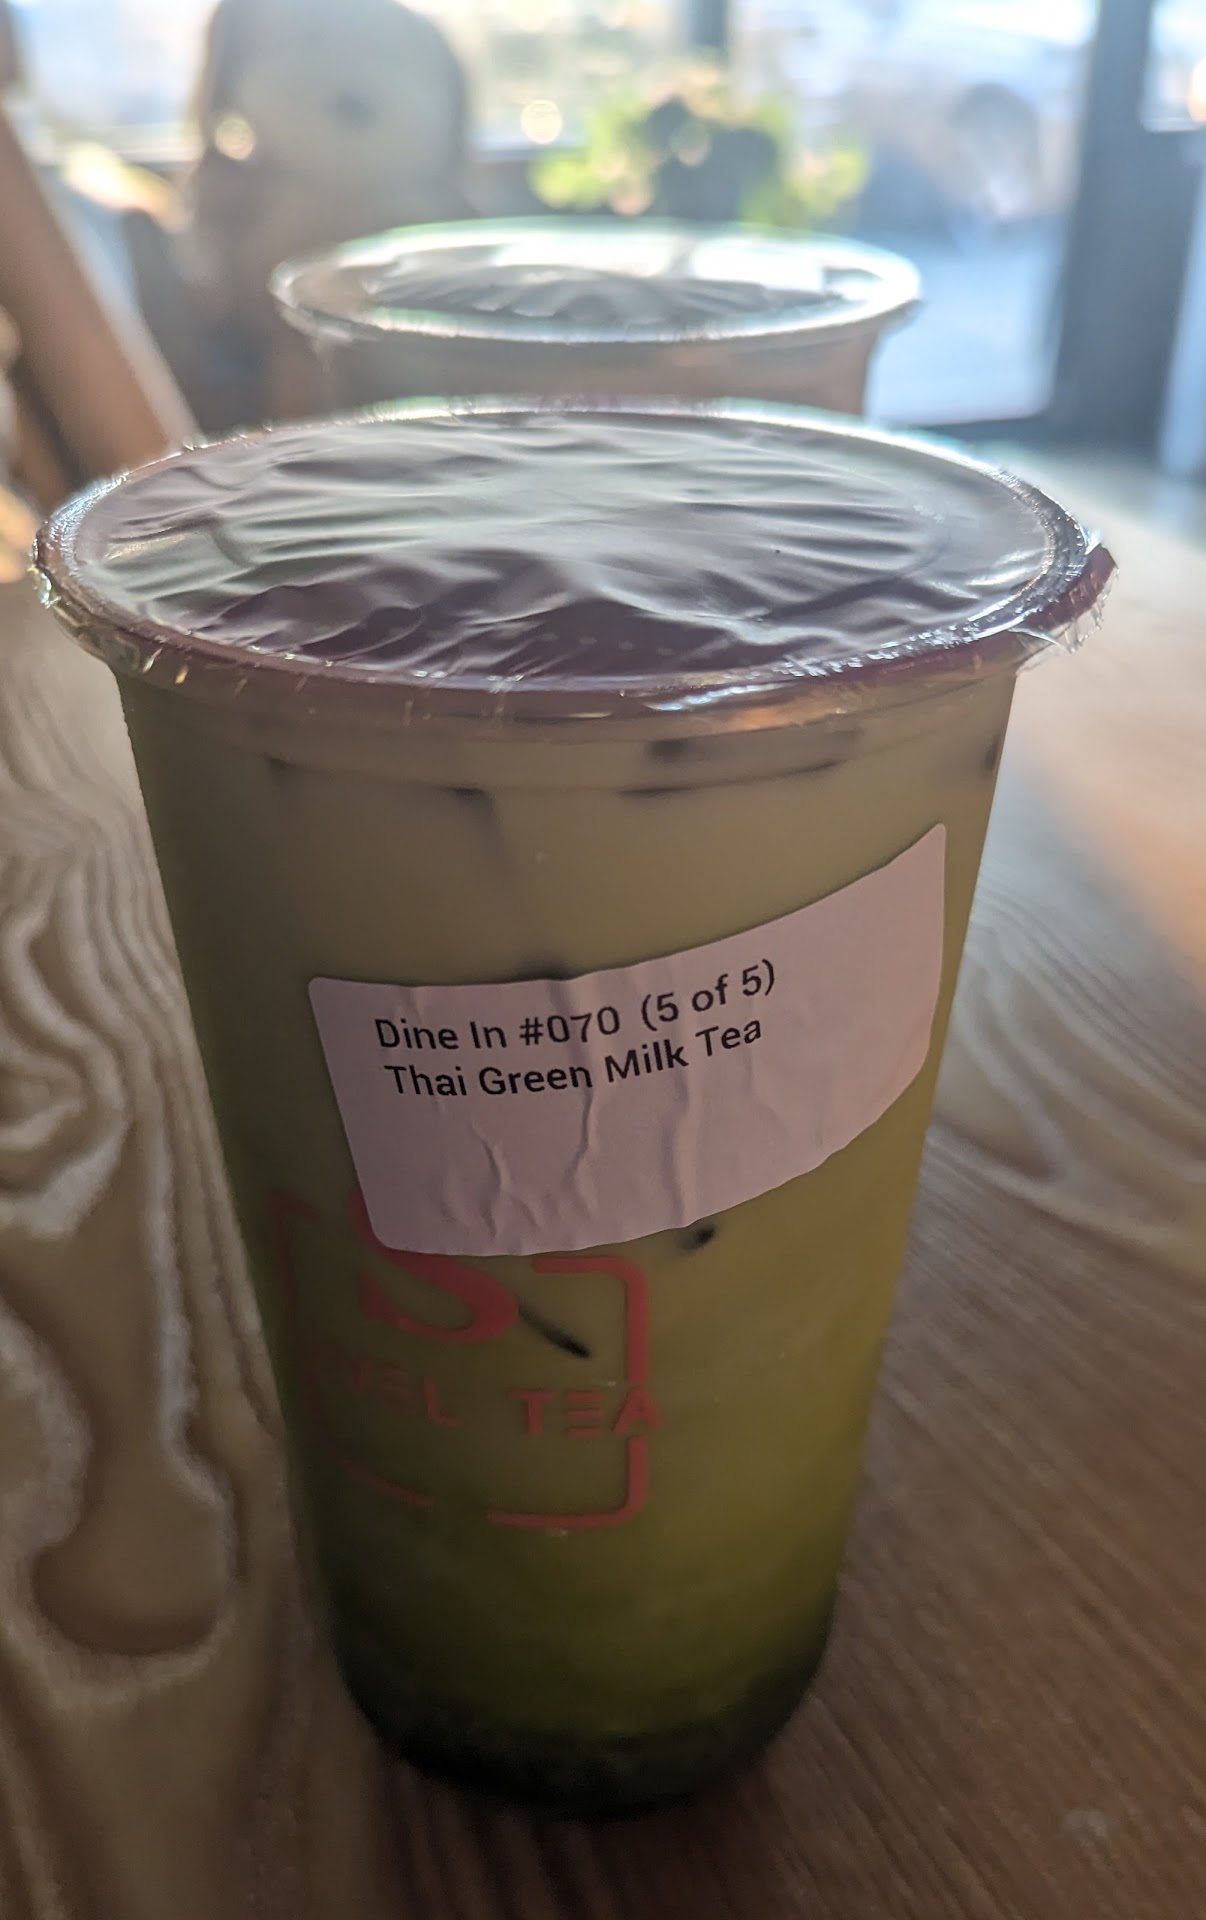 Dine In #070 (5 of 5)
Thai Green Milk Tea
S
TEA